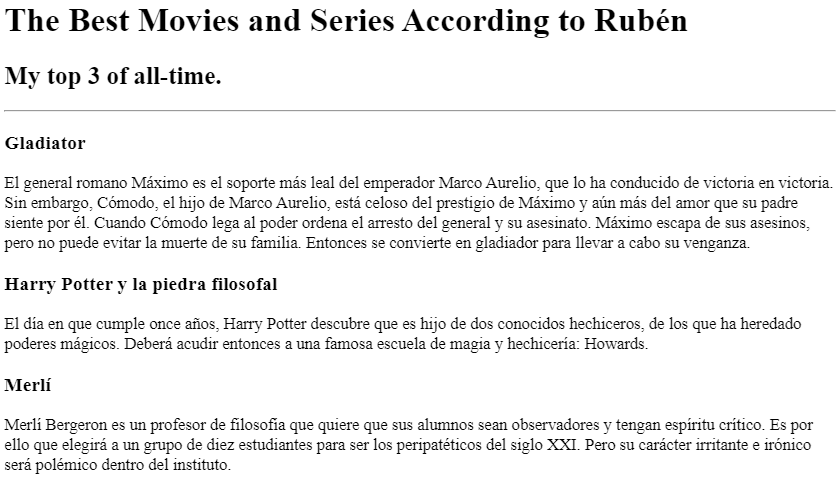 The Best Movies and Series According to Rubén
My top 3 of all-time.
Gladiator
El general romano Máximo es el soporte más leal del emperador Marco Aurelio, que lo ha conducido de victoria en victoria.
Sin embargo, Cómodo, el hijo de Marco Aurelio, está celoso del prestigio de Máximo y aún más del amor que su padre
siente por él. Cuando Cómodo lega al poder ordena el arresto del general y su asesinato. Máximo escapa de sus asesinos,
pero no puede evitar la muerte de su familia. Entonces se convierte en gladiador para llevar a cabo su venganza.
Harry Potter y la piedra filosofal
El día en que cumple once años, Harry Potter descubre que es hijo de dos conocidos hechiceros, de los que ha heredado
poderes mágicos. Deberá acudir entonces a una famosa escuela de magia y hechicería: Howards.
Merlí
Merlí Bergeron es un profesor de filosofía que quiere que sus alumnos sean observadores y tengan espíritu crítico. Es por
ello que elegirá a un grupo de diez estudiantes para ser los peripatéticos del siglo XXI. Pero su carácter irritante e irónico
será polémico dentro del instituto.